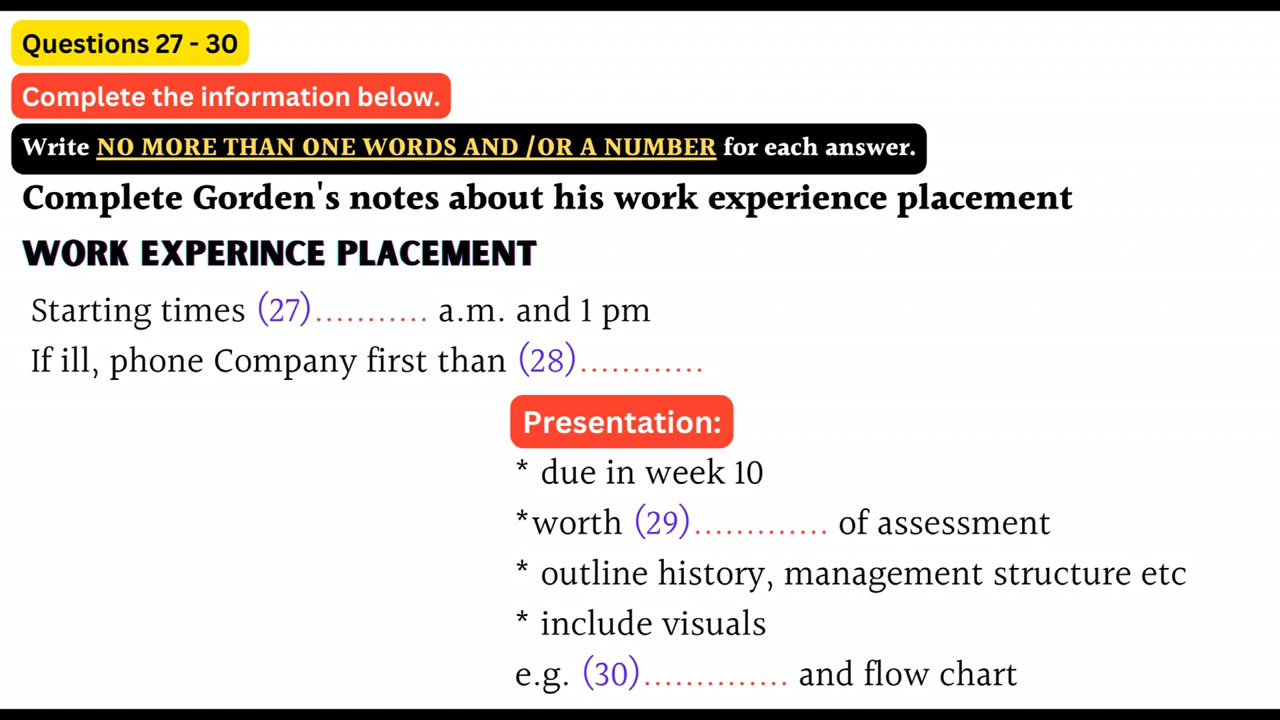 Questions 27 - 30
Complete the information below.
Write NO MORE THAN ONE WORDS AND /OR A NUMBER for each answer.
Complete Gorden's notes about his work experience placement
WORK EXPERINCE PLACEMENT
Starting times (27)........... a.m. and 1 pm
If ill, phone Company first than (28)............
Presentation:
* due in week 10
*worth (29)............. of assessment
* outline history, management structure etc
* include visuals
e.g. (30).............. and flow chart